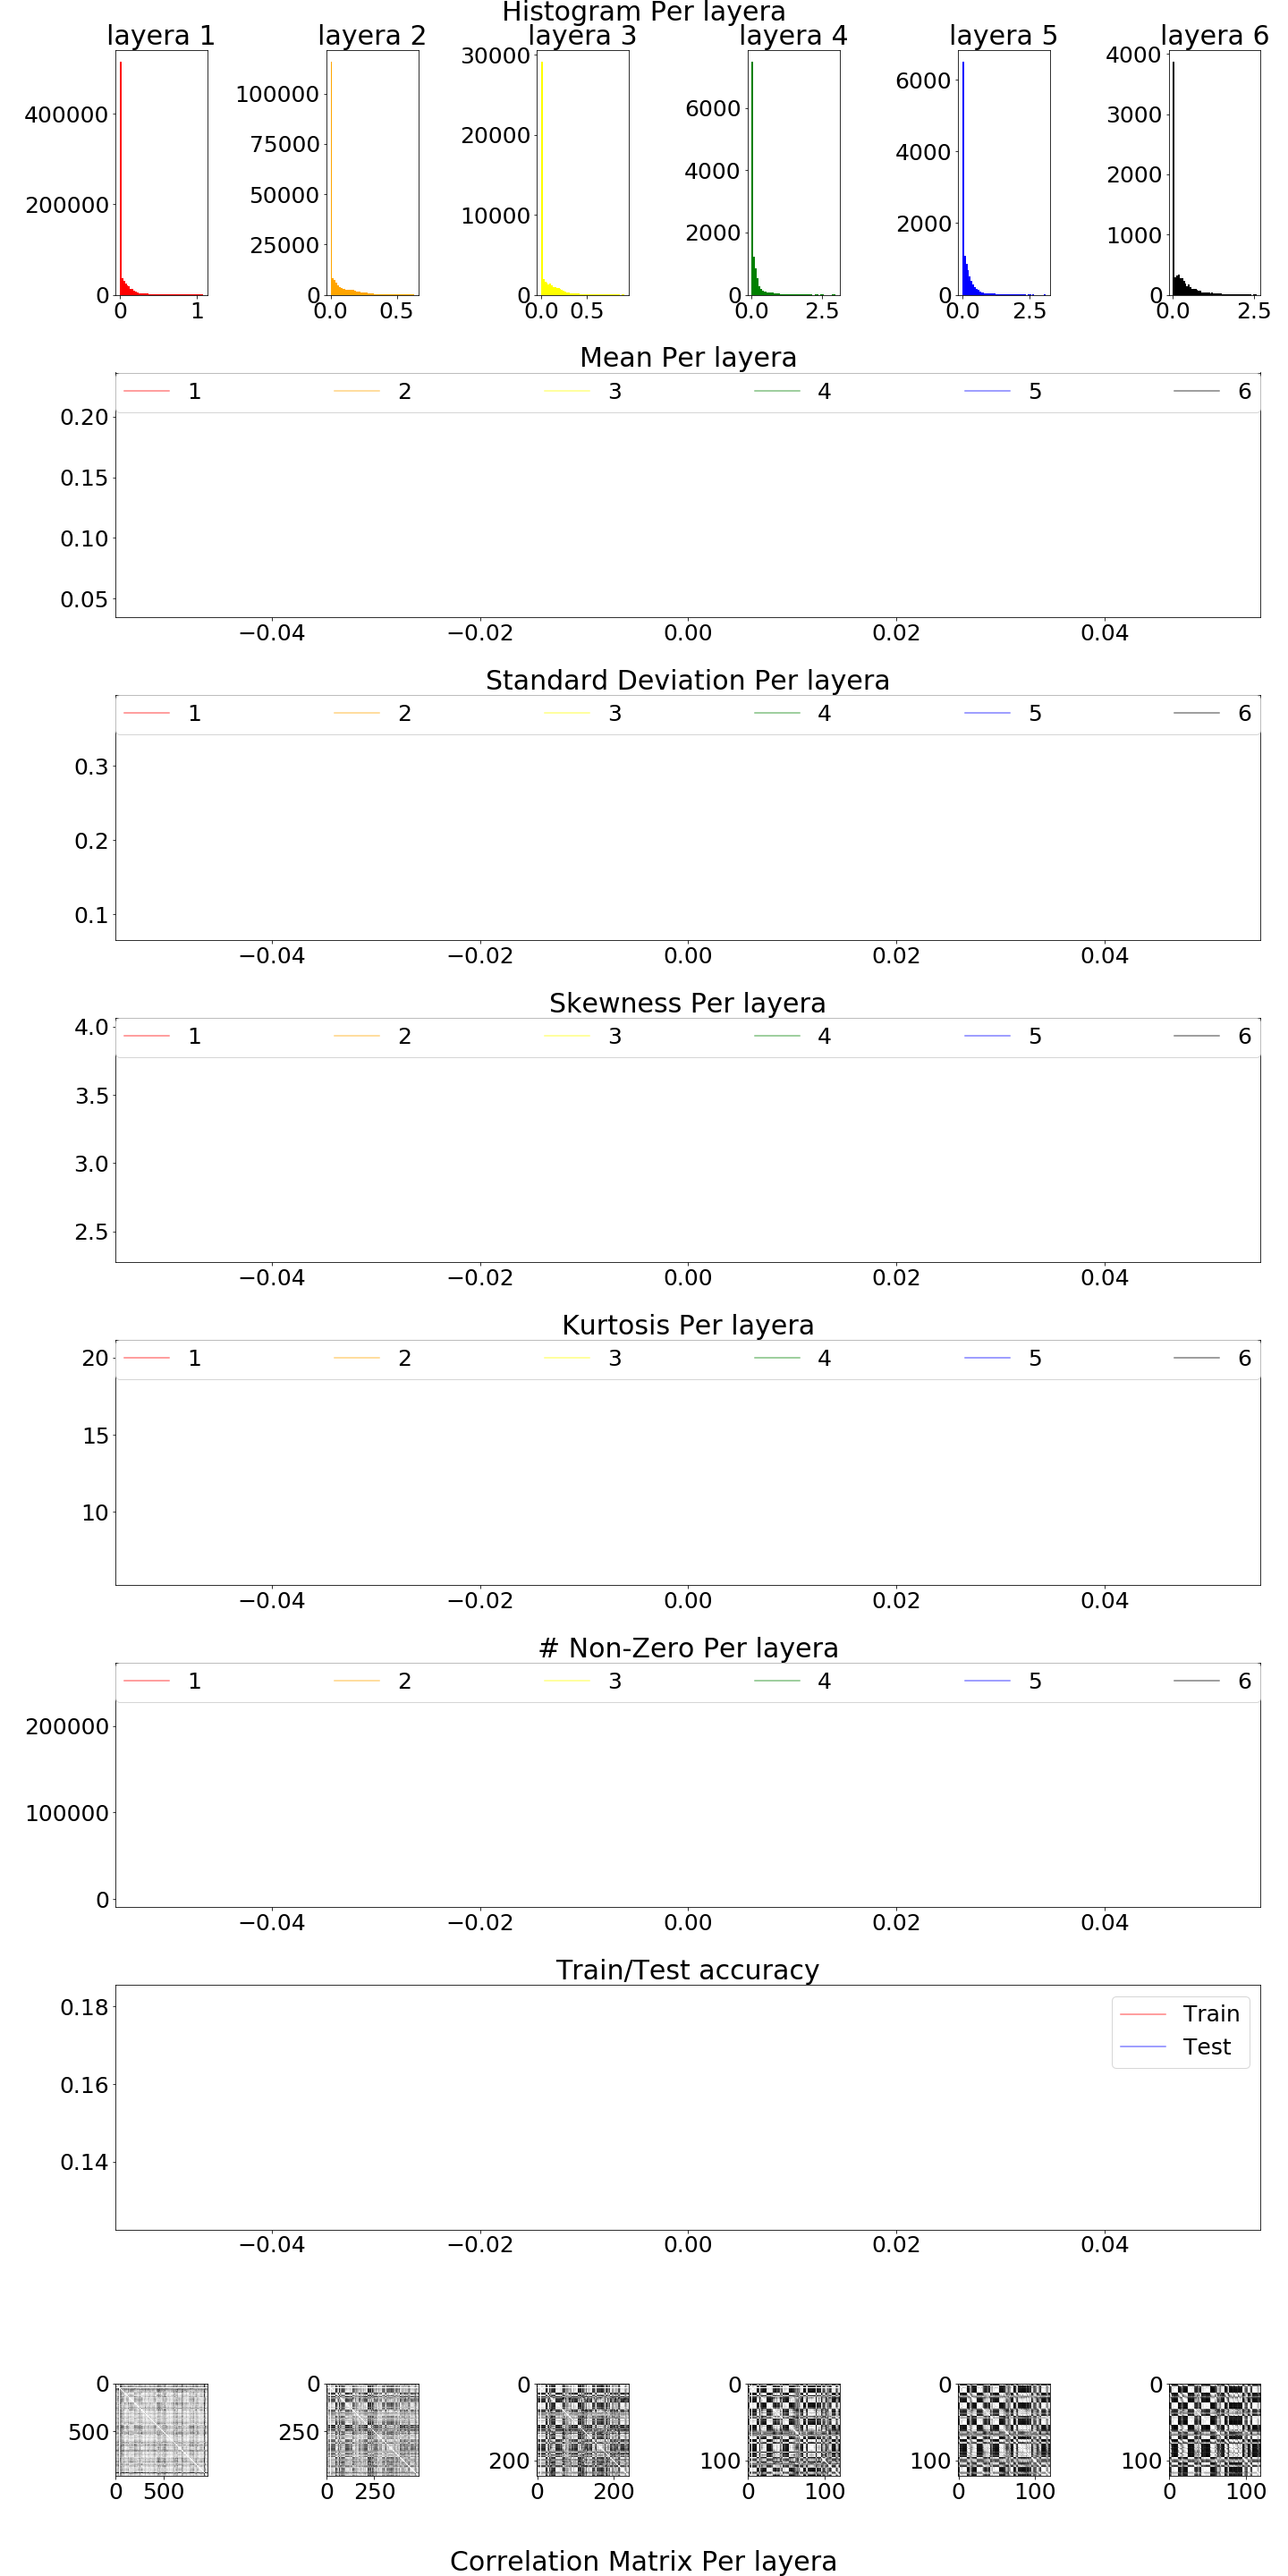 Histogram Per layera
layera 1 layera 2 layera 3 layera 4 layera 5 layera 6
400000 200000 0 0 1
100000 75000 50000 25000 0 0.0 0.5
30000 20000 10000 0 0.0 0.5
6000 4000 2000 0 0.0 2.5
6000 4000 2000 0 0.0 2.5
4000 3000 2000 1000 0 0.0 2.5
Mean Per layera
1 2 3 4 5 6
0.20
0.15
0.10
0.05
−0.04 −0.02 0.00 0.02 0.04
Standard Deviation Per layera
1 2 3 4 5 6
0.3
0.2
0.1
−0.04 −0.02 0.00 0.02 0.04
Skewness Per layera
4.0
1 2 3 4 5 6
3.5
3.0
2.5
−0.04 −0.02 0.00 0.02 0.04
Kurtosis Per layera
20
1 2 3 4 5 6
15
10
−0.04 −0.02 0.00 0.02 0.04
# Non-Zero Per layera
1 2 3 4 5 6
200000
100000
0
−0.04 −0.02 0.00 0.02 0.04
Train/Test accuracy
0.18
Train
Test
0.16
0.14
−0.04 −0.02 0.00 0.02 0.04
0 500 0 500
0 250 0 250
0 200 0 200
0 100 0 100
0 100 0 100
0 100 0 100
Correlation Matrix Per layera